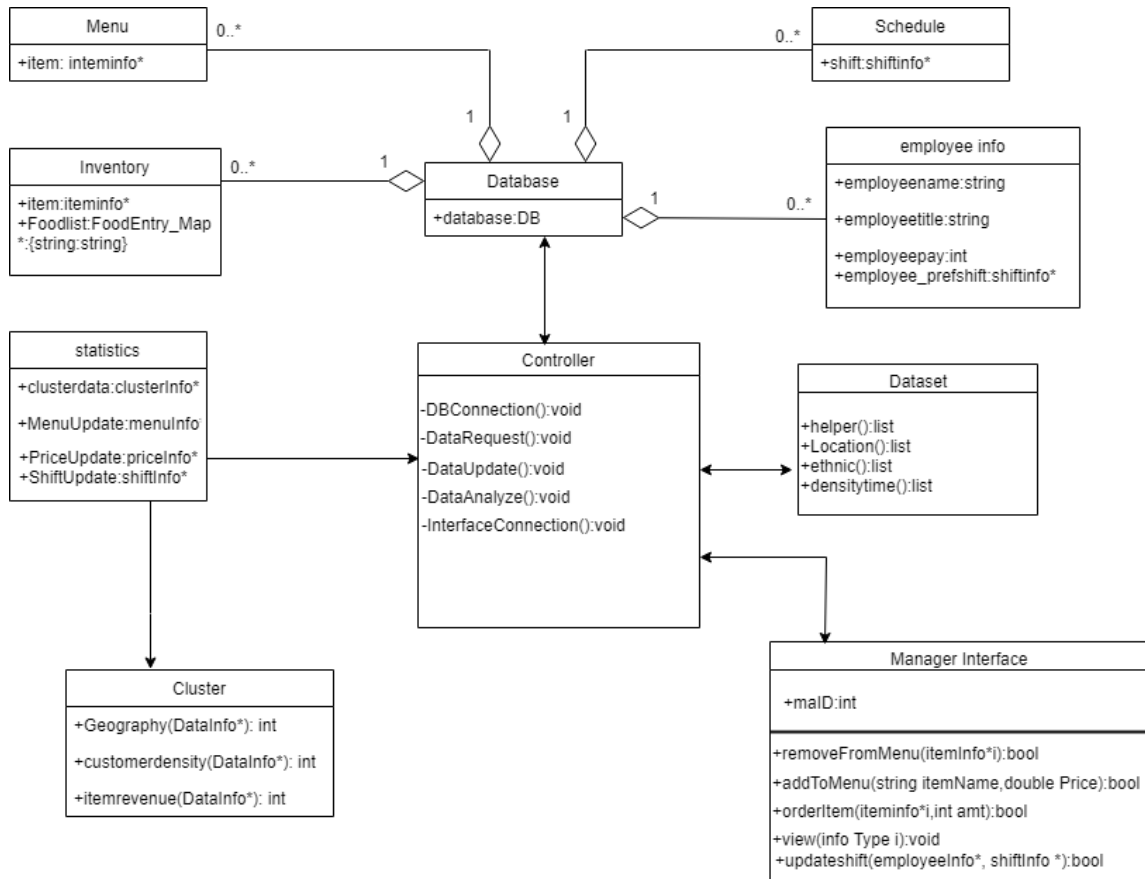 Menu
+item: inteminfo*
0..*
1
Schedule
+shift:shiftinfo*
0..*
1
Inventory
+item:iteminfo*
+Foodlist:FoodEntry_Map
*:{string:string}
0..*
1
Database
+database:DB
1
0..*
employee info
+employeename:string
+employeetitle:string
+employeepay:int
+employee_prefshift:shiftinfo*
statistics
+clusterdata:clusterInfo*
+MenuUpdate:menuInfo
+PriceUpdate:priceInfo*
+ShiftUpdate:shiftInfo*
Controller
-DBConnection():void
-DataRequest():void
-DataUpdate():void
-DataAnalyze():void
-InterfaceConnection():void
Dataset
+helper():list
+Location():list
+ethnic():list
+densitytime():list
Cluster
+Geography(DataInfo*): int
+customerdensity(DataInfo*): int
+itemrevenue(DataInfo*): int
Manager Interface
+maID:int
+removeFromMenu(itemInfo*i):bool
+addToMenu(string itemName,double Price):bool
+orderItem(iteminfo*i,int amt):bool
+view(info Type i):void
+updateshift(employeeInfo*, shiftInfo *):bool